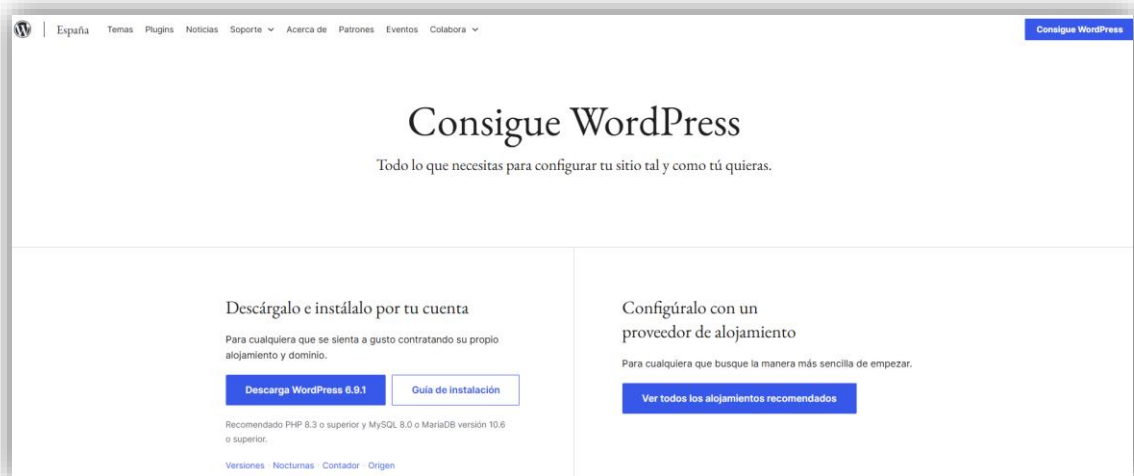 España Temas Plugins Noticias Soporte Acerca de Patrones Eventos Colabora Consigue WordPress
Consigue WordPress
Todo lo que necesitas para configurar tu sitio tal y como tú quieras.
Descárgalo e instálalo por tu cuenta
Para cualquiera que se sienta a gusto contratando su propio
alojamiento y dominio.
Descarga WordPress 6.9.1 Guía de instalación
Recomendado PHP 8.3 o superior y MySQL 8.0 o MariaDB versión 10.6
o superior.
Versiones · Nocturnas · Contador · Origen
Configúralo con un
proveedor de alojamiento
Para cualquiera que busque la manera más sencilla de empezar.
Ver todos los alojamientos recomendados